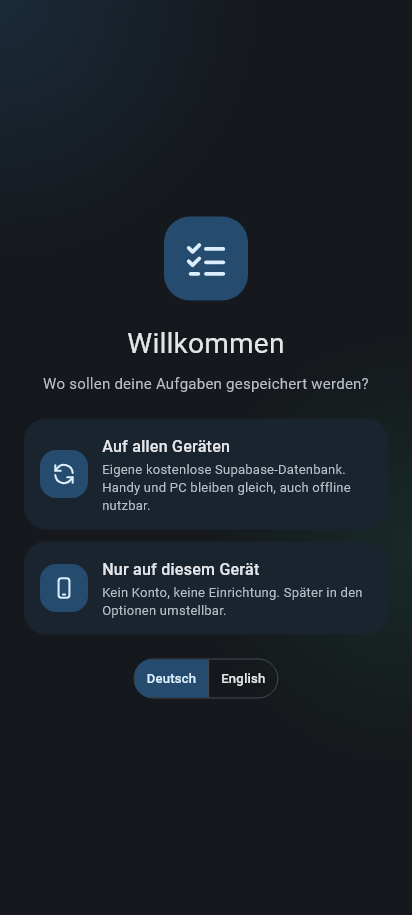 Willkommen
Wo sollen deine Aufgaben gespeichert werden?
Auf allen Geräten
Eigene kostenlose Supabase-Datenbank.
Handy und PC bleiben gleich, auch offline
nutzbar.
Nur auf diesem Gerät
Kein Konto, keine Einrichtung. Später in den
Optionen umstellbar.
Deutsch English